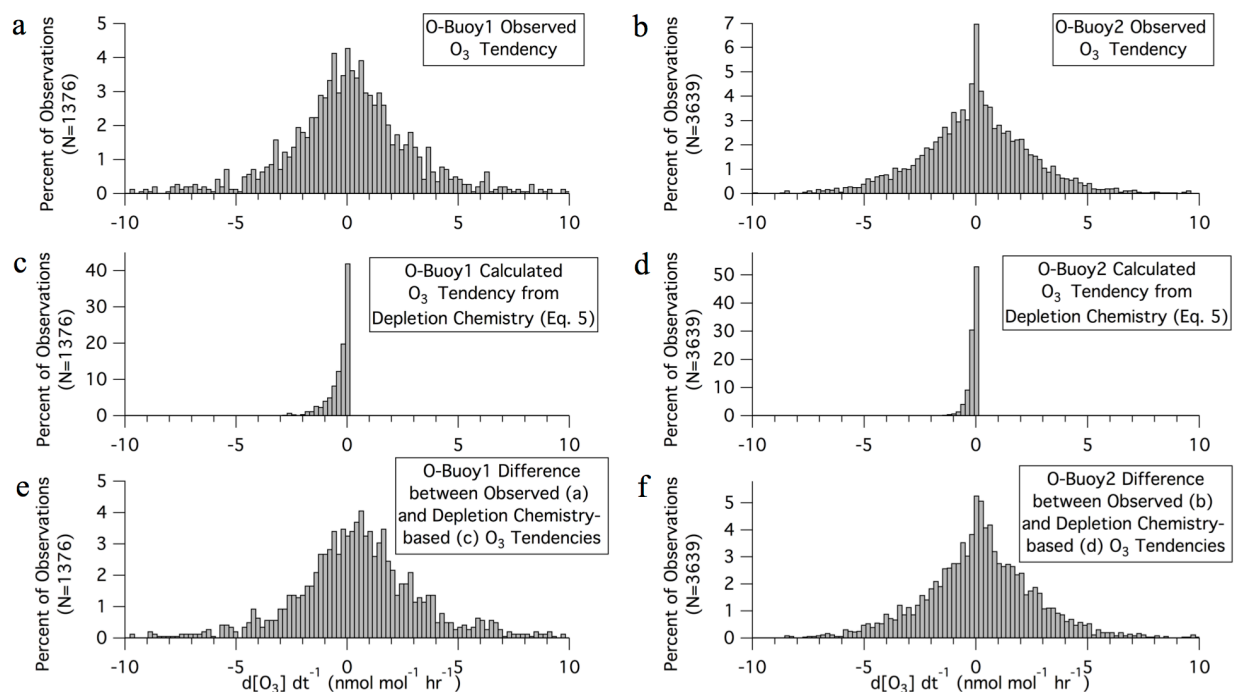 a
O-Buoy1 Observed
O3 Tendency
Percent of Observations
(N=1376)
5
4
3
2
1
0
-10
-5
0
5
10
b
O-Buoy2 Observed
O3 Tendency
Percent of Observations
(N=3639)
7
6
5
4
3
2
1
0
-10
-5
0
5
10
c
O-Buoy1 Calculated
O3 Tendency from
Depletion Chemistry (Eq. 5)
Percent of Observations
(N=1376)
40
30
20
10
0
-10
-5
0
5
10
d
O-Buoy2 Calculated
O3 Tendency from
Depletion Chemistry (Eq. 5)
Percent of Observations
(N=3639)
50
40
30
20
10
0
-10
-5
0
5
10
e
O-Buoy1 Difference
between Observed (a)
and Depletion Chemistry-
based (c) O3 Tendencies
Percent of Observations
(N=1376)
5
4
3
2
1
0
-10
-5
0
5
10
d[O3] dt-1 (nmol mol-1 hr-1)
f
O-Buoy2 Difference
between Observed (b)
and Depletion Chemistry-
based (d) O3 Tendencies
Percent of Observations
(N=3639)
5
4
3
2
1
0
-10
-5
0
5
10
d[O3] dt-1 (nmol mol-1 hr-1)